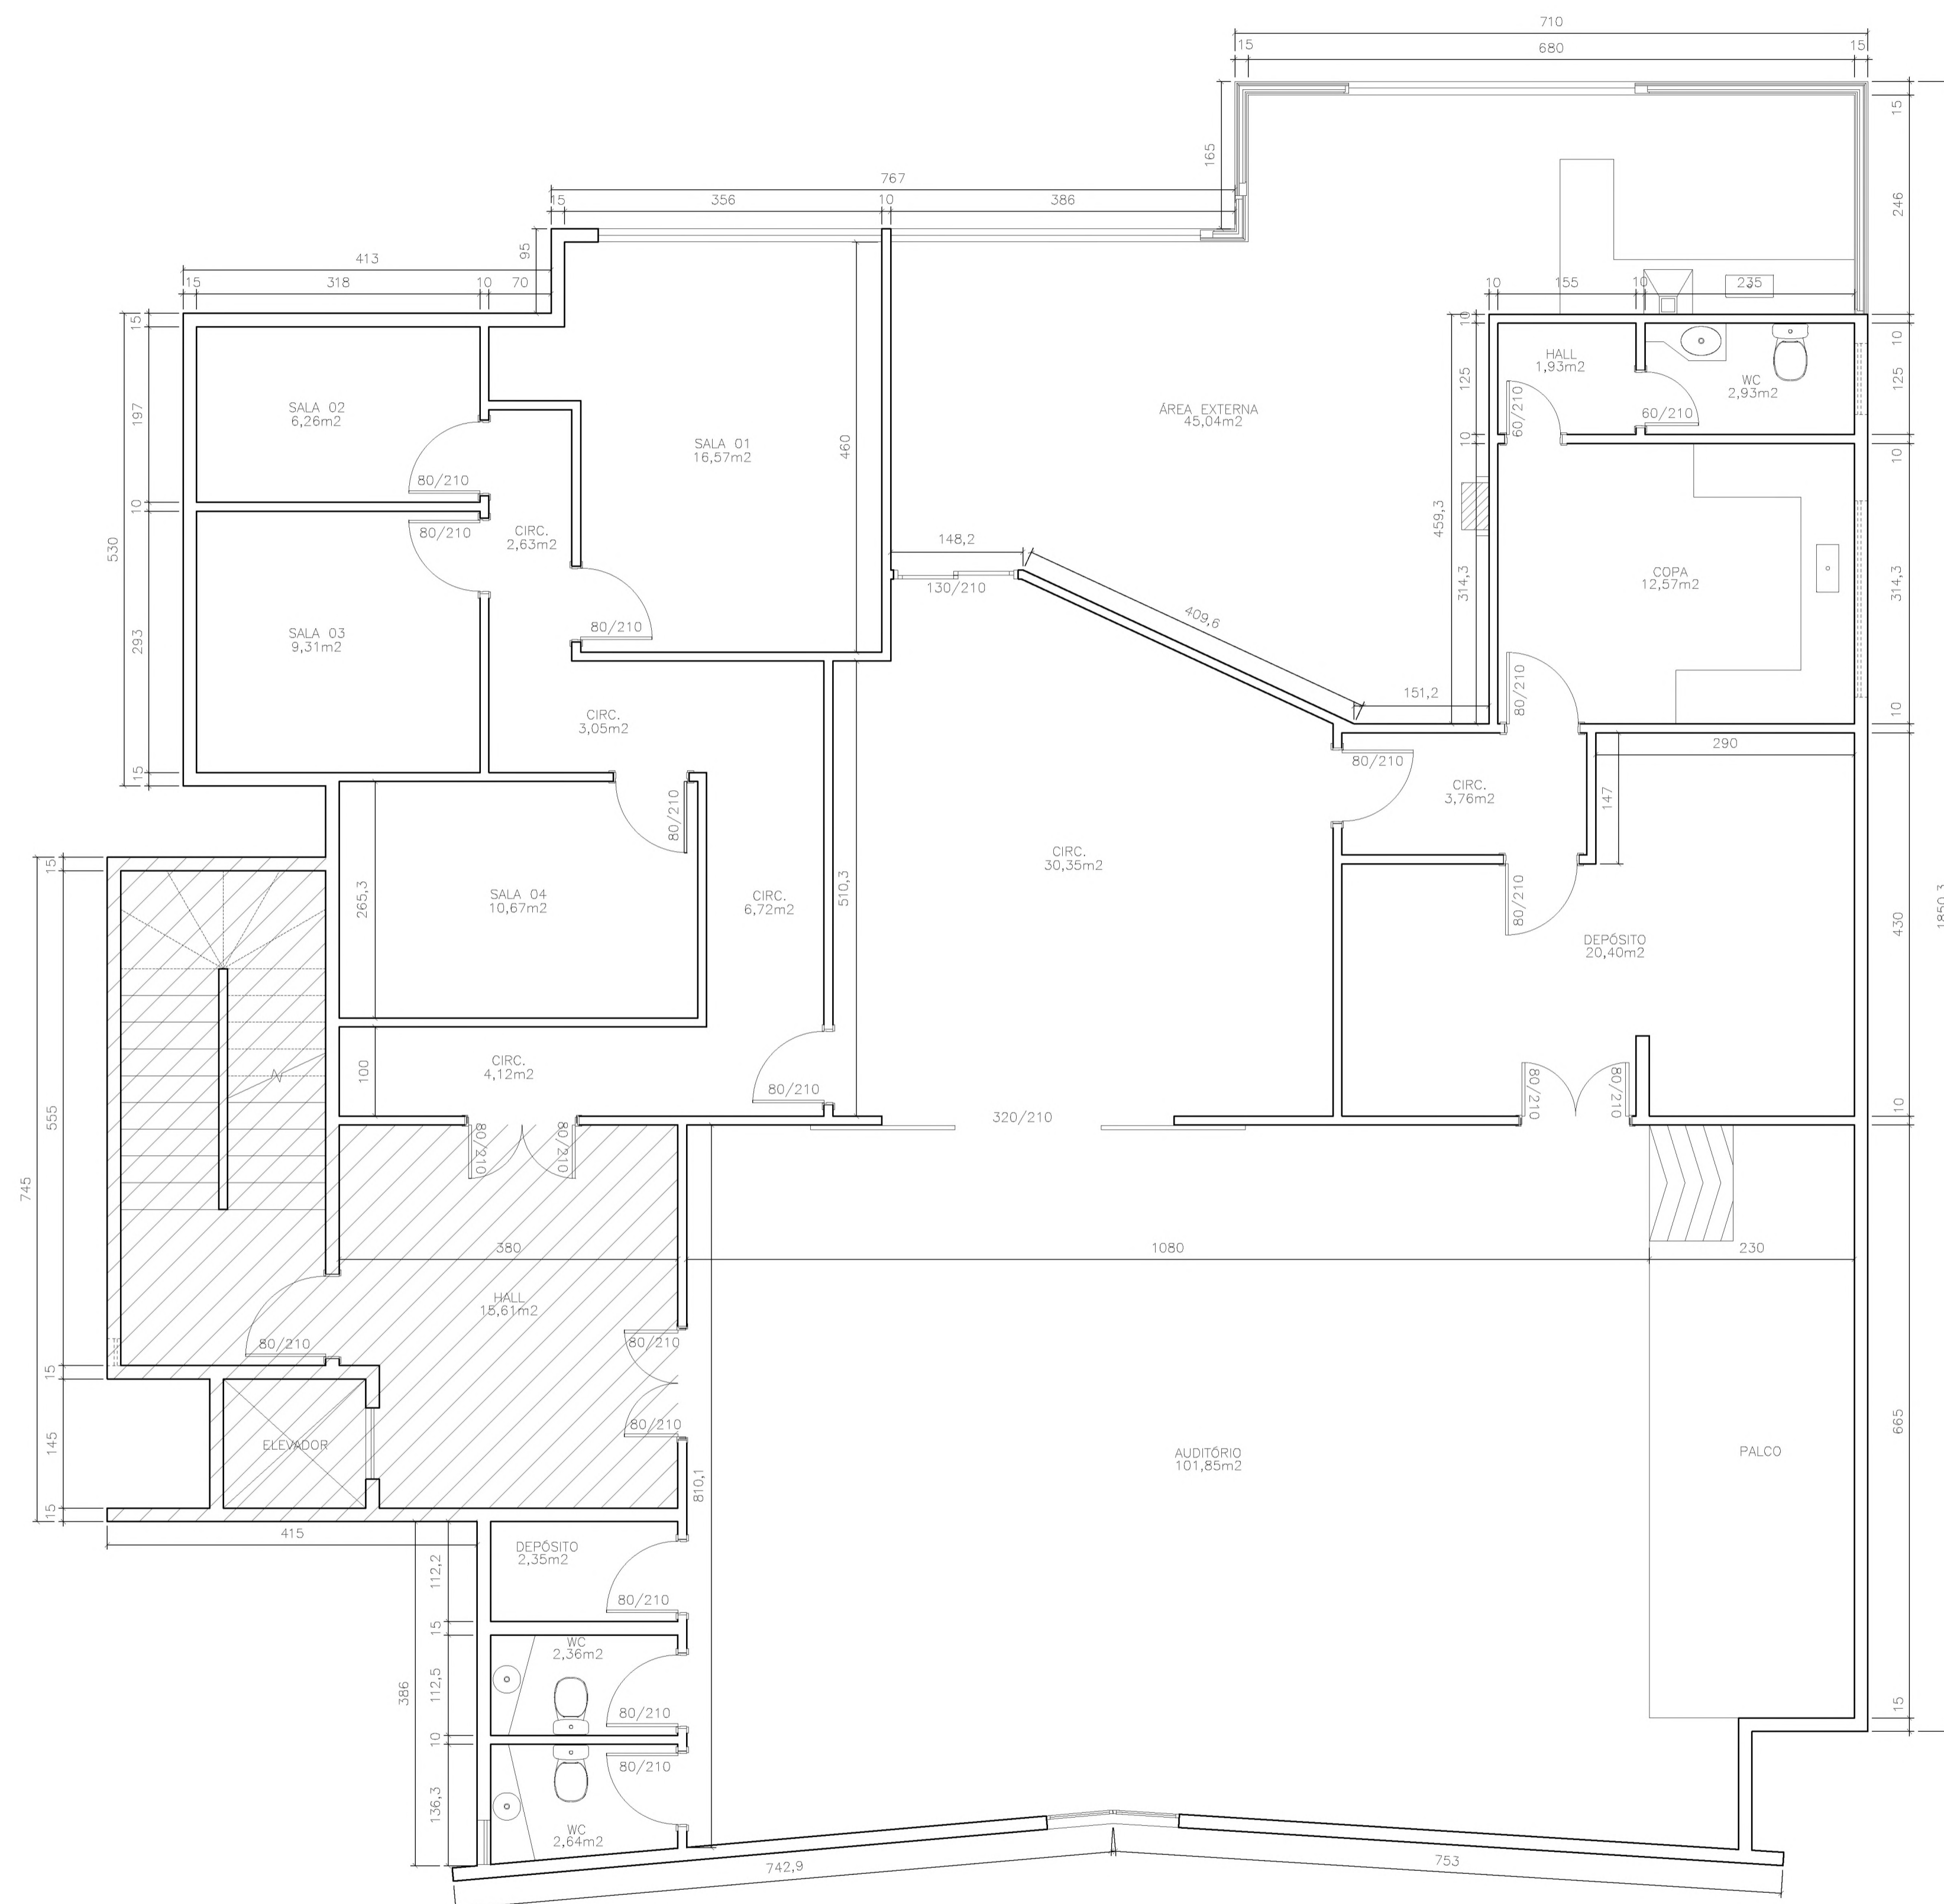 710
15
680
15
165
15
767
15
356
10
386
246
95
413
15
318
10
70
10
155
10
235
15
10
10
HALL
1,93m2
WC
2,93m2
125
125
60/210
60/210
197
SALA 02
6,26m2
ÁREA EXTERNA
45,04m2
SALA 01
16,57m2
460
10
10
80/210
10
80/210
CIRC.
2,63m2
530
459,3
148,2
130/210
314,3
COPA
12,57m2
314,3
409,6
SALA 03
9,31m2
293
80/210
151,2
80/210
10
CIRC.
3,05m2
290
80/210
15
CIRC.
3,76m2
147
80/210
CIRC.
30,35m2
15
265,3
SALA 04
10,67m2
510,3
CIRC.
6,72m2
80/210
1850,3
430
DEPÓSITO
20,40m2
CIRC.
4,12m2
100
80/210
80/210
80/210
10
320/210
80/210
80/210
555
745
380
1080
230
HALL
15,61m2
80/210
80/210
15
80/210
145
ELEVADOR
665
AUDITÓRIO
101,85m2
PALCO
810,1
15
415
DEPÓSITO
2,35m2
112,2
80/210
15
WC
2,36m2
386
112,5
80/210
15
10
80/210
136,3
WC
2,64m2
742,9
753